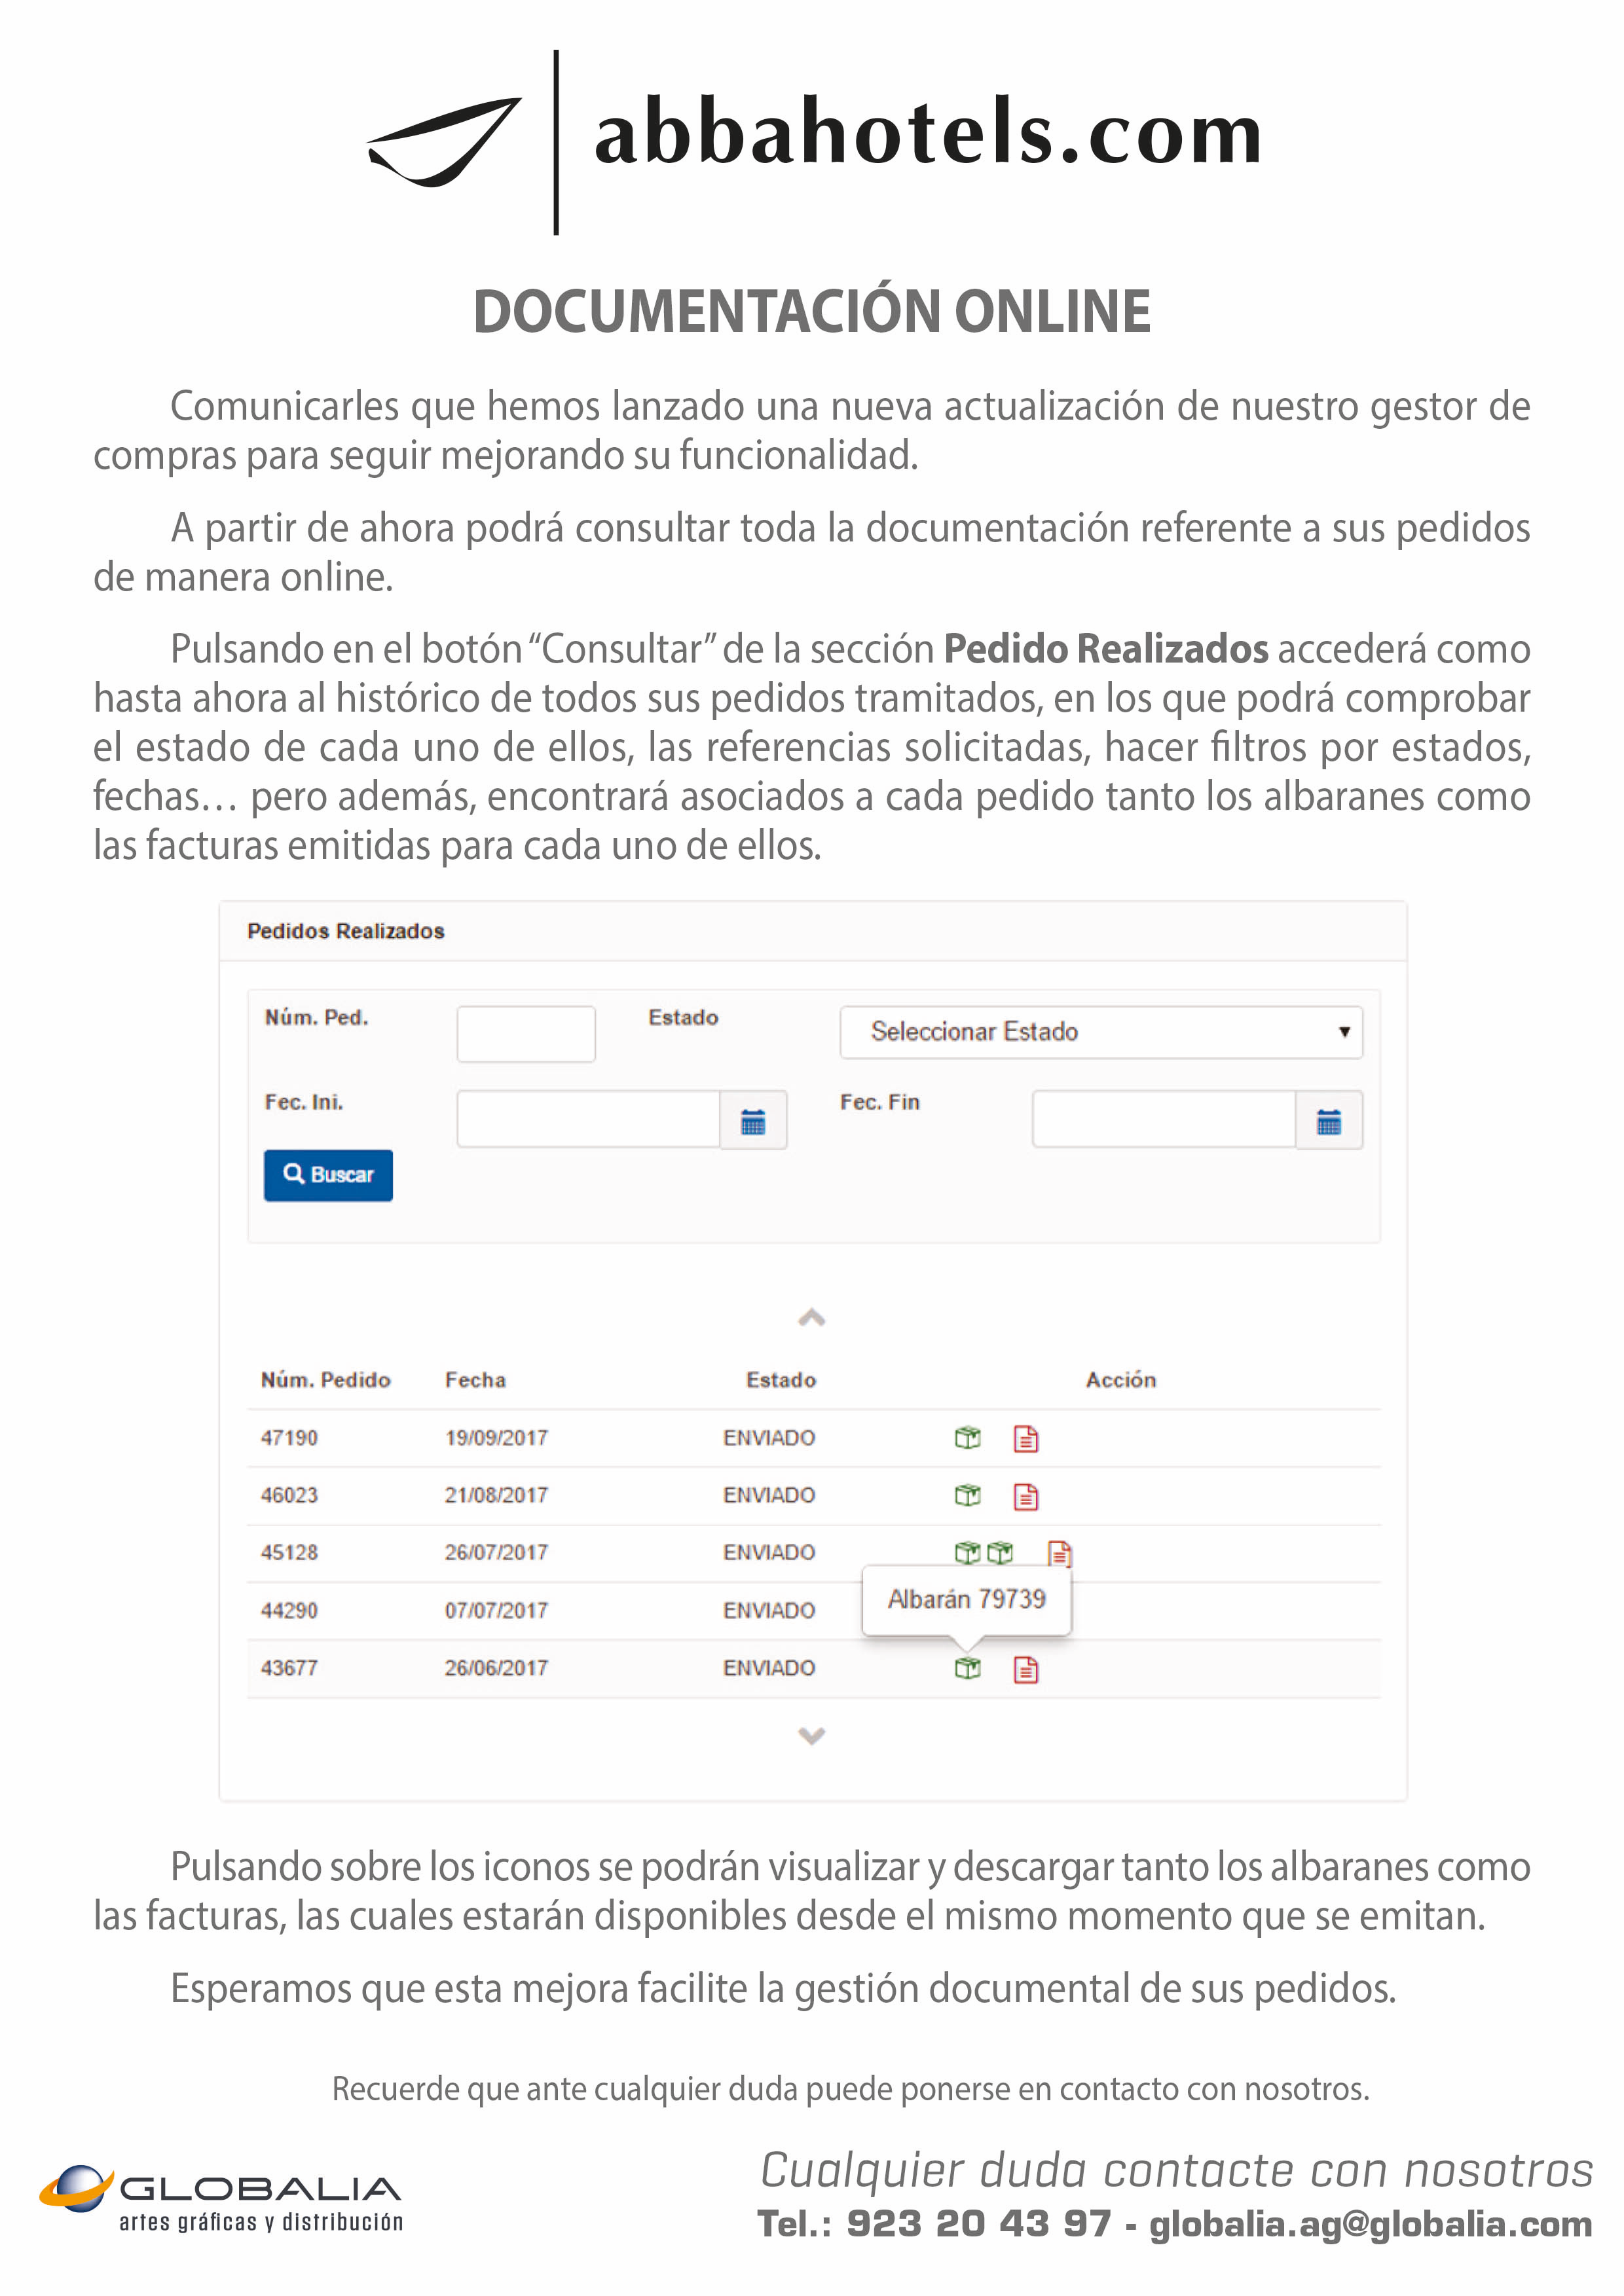 abbahotels.com
DOCUMENTACIÓN ONLINE
Comunicarles que hemos lanzado una nueva actualización de nuestro gestor de
compras para seguir mejorando su funcionalidad.
A partir de ahora podrá consultar toda la documentación referente a sus pedidos
de manera online.
Pulsando en el botón “Consultar” de la sección Pedido Realizados accederá como
hasta ahora al histórico de todos sus pedidos tramitados, en los que podrá comprobar
el estado de cada uno de ellos, las referencias solicitadas, hacer filtros por estados,
fechas… pero además, encontrará asociados a cada pedido tanto los albaranes como
las facturas emitidas para cada uno de ellos.
Pedidos Realizados
Núm. Ped. Estado Seleccionar Estado
Fec. Ini. Fec. Fin
Buscar
Núm. Pedido Fecha Estado Acción
47190 19/09/2017 ENVIADO
46023 21/08/2017 ENVIADO
45128 26/07/2017 ENVIADO
44290 07/07/2017 ENVIADO Albarán 79739
43677 26/06/2017 ENVIADO
Pulsando sobre los iconos se podrán visualizar y descargar tanto los albaranes como
las facturas, las cuales estarán disponibles desde el mismo momento que se emitan.
Esperamos que esta mejora facilite la gestión documental de sus pedidos.
Recuerde que ante cualquier duda puede ponerse en contacto con nosotros.
GLOBALIA
artes gráficas y distribución
Cualquier duda contacte con nosotros
Tel.: 923 20 43 97 - globalia.ag@globalia.com